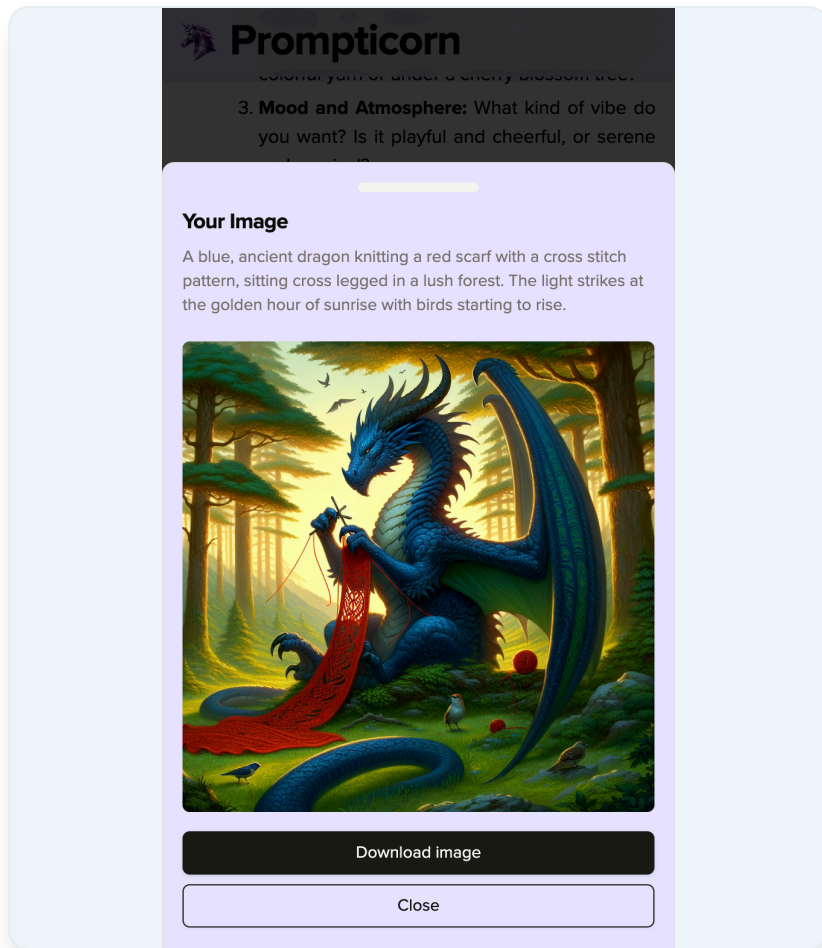 Prompticorn
colorful yarn or under a cherry blossom tree?
3. Mood and Atmosphere: What kind of vibe do
you want? Is it playful and cheerful, or serene
Your Image
A blue, ancient dragon knitting a red scarf with a cross stitch
pattern, sitting cross legged in a lush forest. The light strikes at
the golden hour of sunrise with birds starting to rise.
Download image
Close